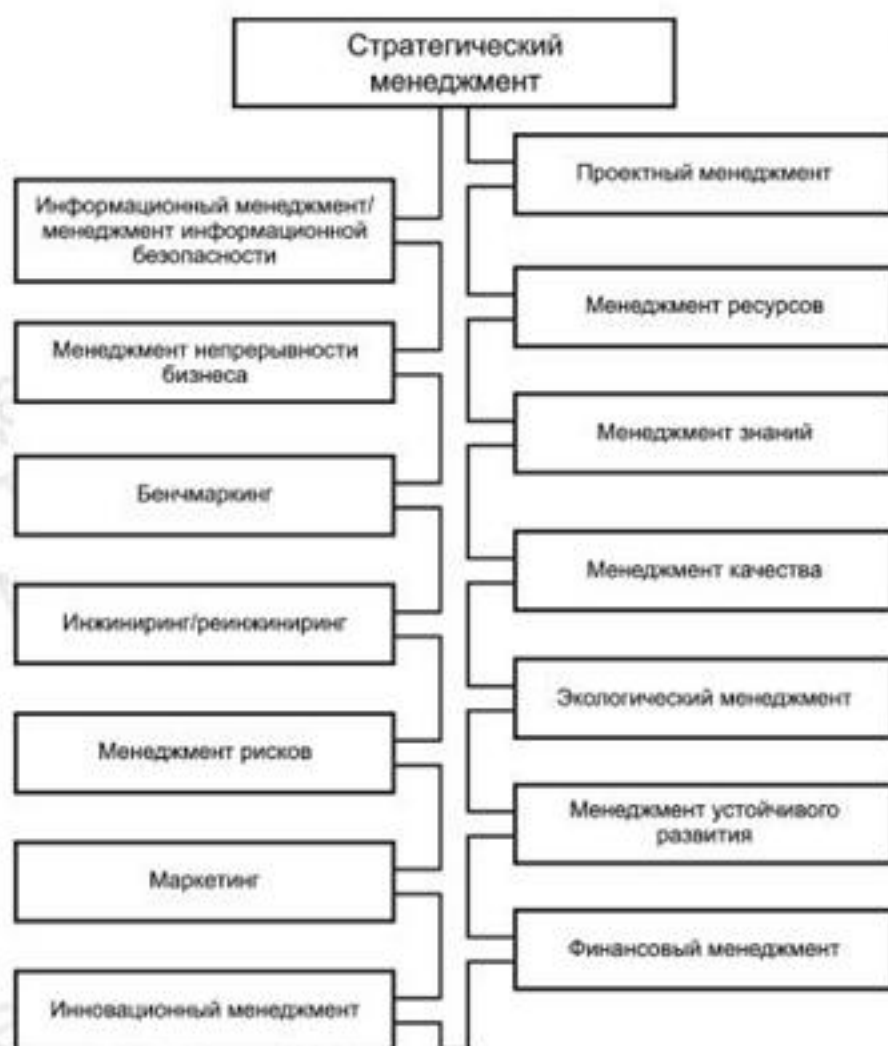 Стратегический
менеджмент
Информационный менеджмент/
менеджмент информационной
безопасности
Менеджмент непрерывности
бизнеса
Бенчмаркинг
Инжиниринг/реинжиниринг
Менеджмент рисков
Маркетинг
Инновационный менеджмент
Проектный менеджмент
Менеджмент ресурсов
Менеджмент знаний
Менеджмент качества
Экологический менеджмент
Менеджмент устойчивого
развития
Финансовый менеджмент